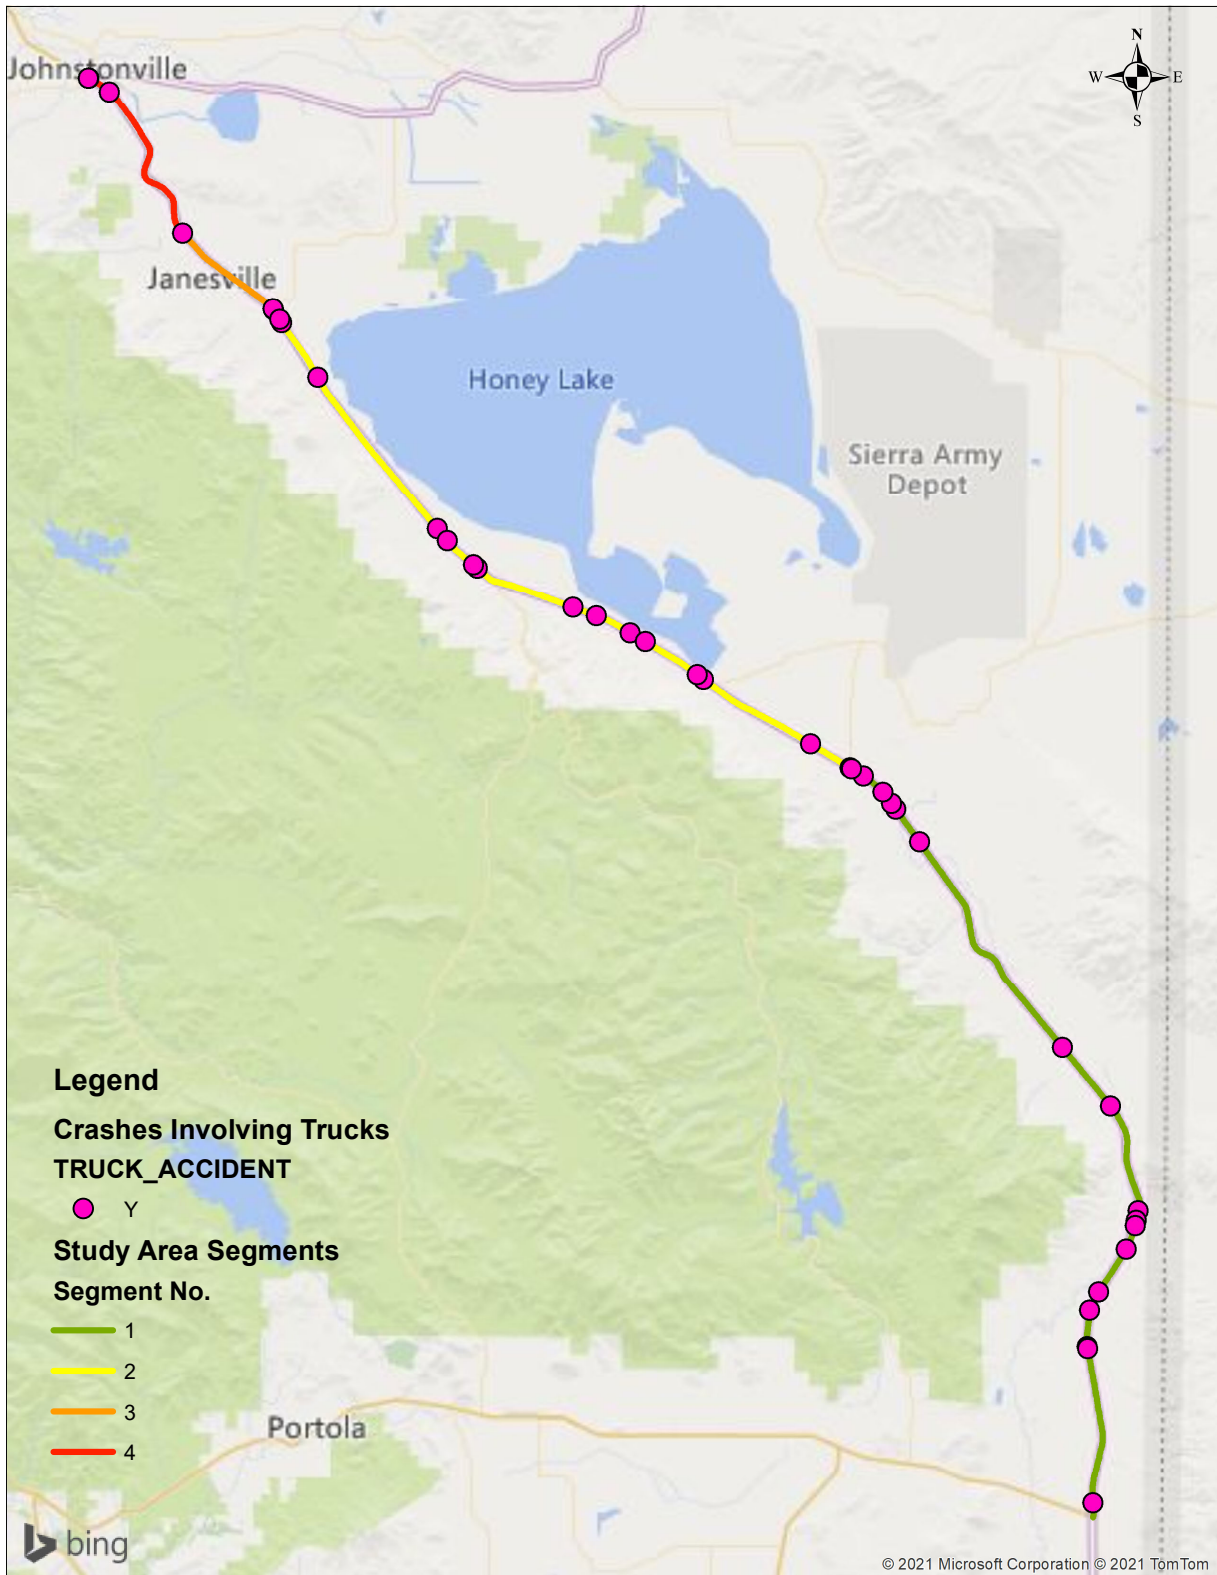 N
W E
S
Johnstonville
Janesville
Honey Lake
Sierra Army
Depot
Legend
Crashes Involving Trucks
TRUCK_ACCIDENT
Y
Study Area Segments
Segment No.
1
2
3
4
Portola
bing
© 2021 Microsoft Corporation © 2021 TomTom